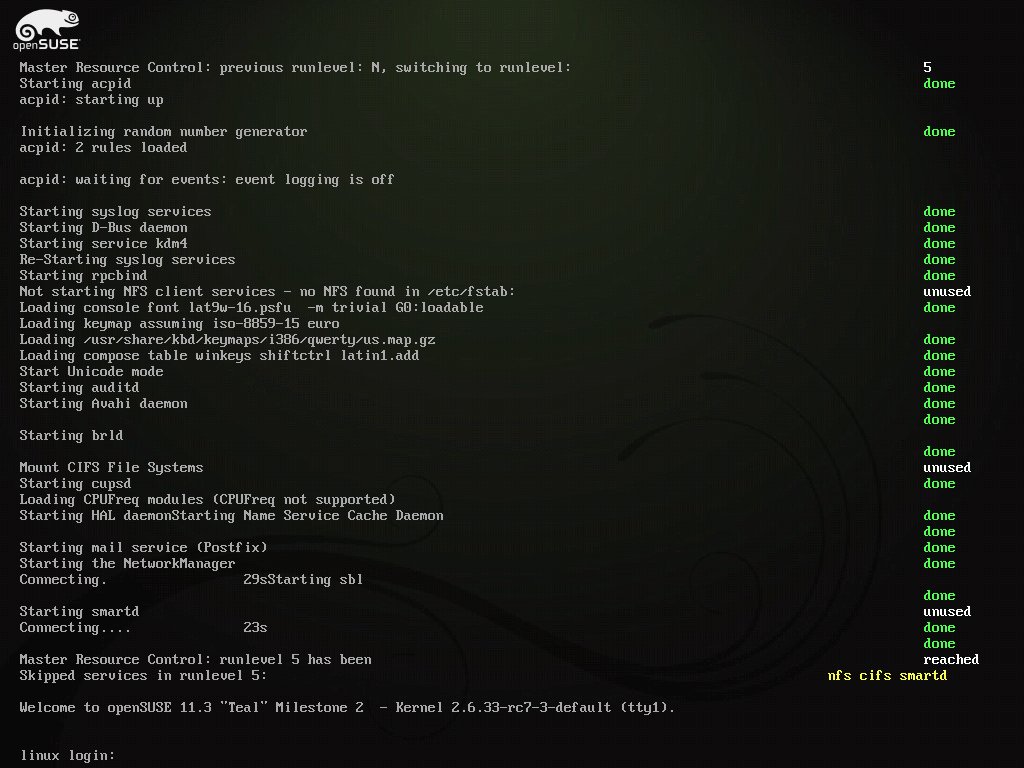 openSUSE
Master Resource Control: previous runlevel: N, switching to runlevel: 5
Starting acpid done
acpid: starting up
Initializing random number generator done
acpid: 2 rules loaded
acpid: waiting for events: event logging is off
Starting syslog services done
Starting D-Bus daemon done
Starting service kdm4 done
Re-Starting syslog services done
Starting rpcbind done
Not starting NFS client services - no NFS found in /etc/fstab: unused
Loading console font lat9w-16.psfu  -m trivial G0:loadable done
Loading keymap assuming iso-8859-15 euro
Loading /usr/share/kbd/keymaps/i386/qwerty/us.map.gz done
Loading compose table winkeys shiftctrl latin1.add done
Start Unicode mode done
Starting auditd done
Starting Avahi daemon done
done
Starting brld
done
Mount CIFS File Systems unused
Starting cupsd done
Loading CPUFreq modules (CPUFreq not supported)
Starting HAL daemonStarting Name Service Cache Daemon done
done
Starting mail service (Postfix) done
Starting the NetworkManager done
Connecting. 29sStarting sbl
done
Starting smartd unused
Connecting.... 23s done
done
Master Resource Control: runlevel 5 has been reached
Skipped services in runlevel 5: nfs cifs smartd
Welcome to openSUSE 11.3 "Teal" Milestone 2  - Kernel 2.6.33-rc7-3-default (tty1).
linux login: